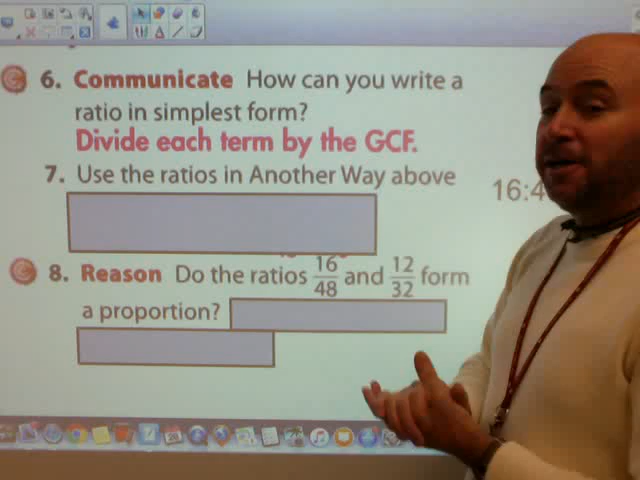 6. Communicate How can you write a
ratio in simplest form?
Divide each term by the GCF.
7. Use the ratios in Another Way above
16:4
8. Reason Do the ratios 16/48 and 12/32 form
a proportion?